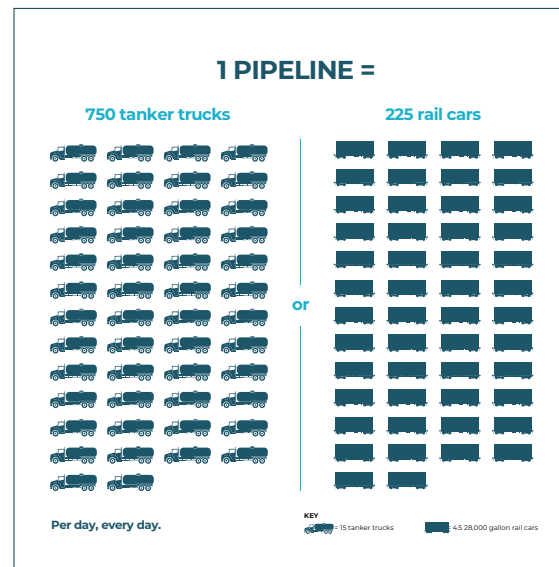 1 PIPELINE =
750 tanker trucks
225 rail cars
or
Per day, every day.
KEY
= 15 tanker trucks
= 4.5 28,000 gallon rail cars